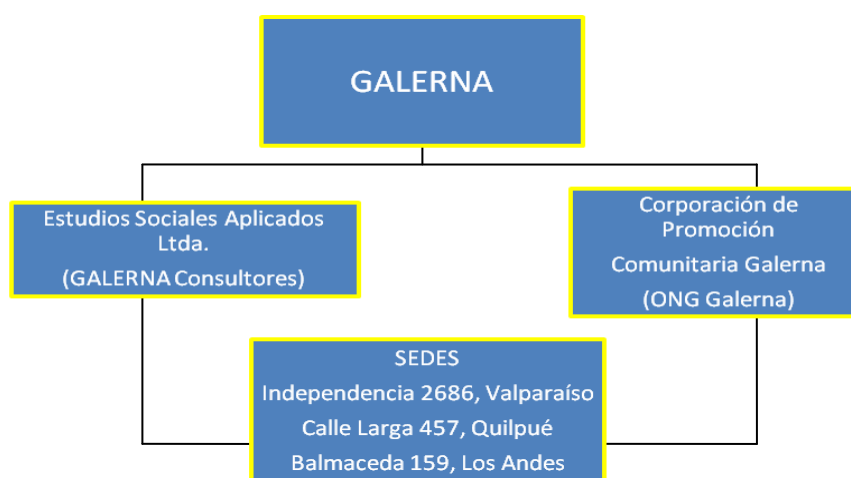 GALERNA
Estudios Sociales Aplicados
Ltda.
(GALERNA Consultores)
Corporación de
Promoción
Comunitaria Galerna
(ONG Galerna)
SEDES
Independencia 2686, Valparaíso
Calle Larga 457, Quilpué
Balmaceda 159, Los Andes